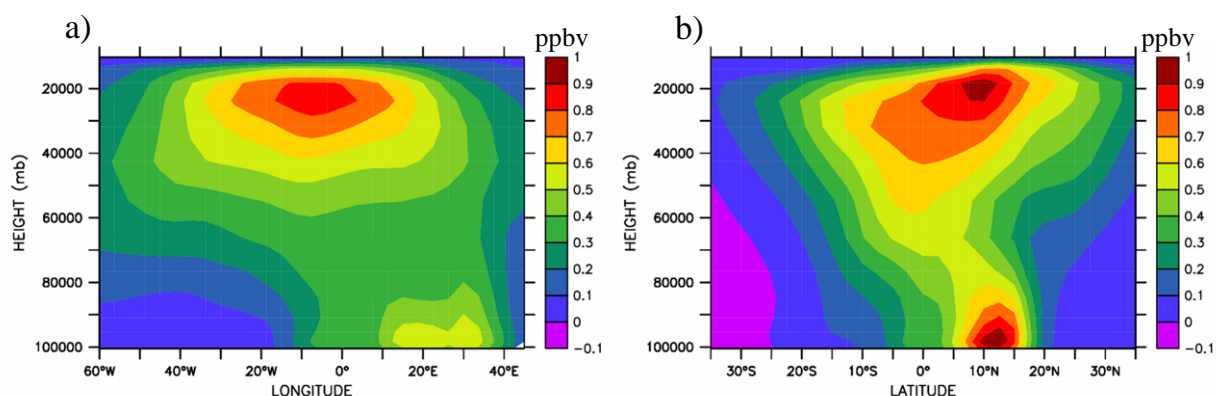 a)
ppbv
HEIGHT (mb)
20000
40000
60000
80000
100000
60°W
40°W
20°W
0°
20°E
40°E
LONGITUDE
1
0.9
0.8
0.7
0.6
0.5
0.4
0.3
0.2
0.1
0
−0.1
b)
ppbv
HEIGHT (mb)
20000
40000
60000
80000
100000
30°S
20°S
10°S
0°
10°N
20°N
30°N
LATITUDE
1
0.9
0.8
0.7
0.6
0.5
0.4
0.3
0.2
0.1
0
−0.1